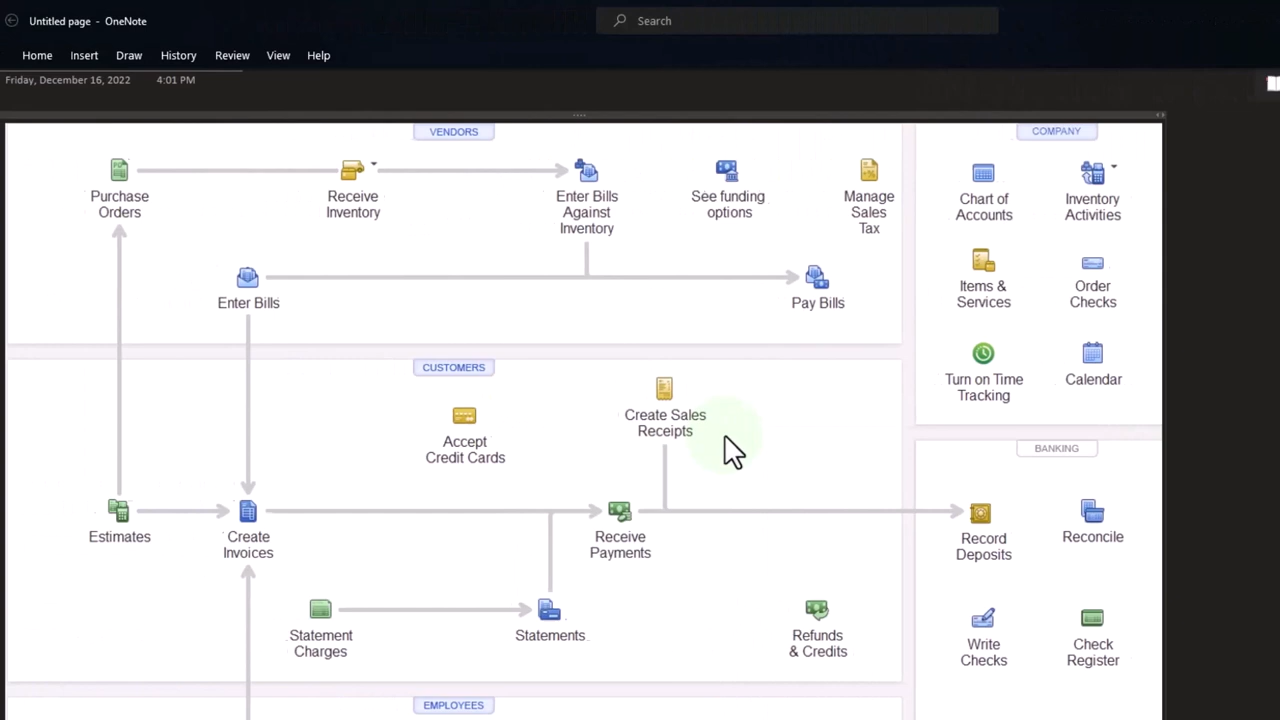 Untitled page - OneNote
Search
Home Insert Draw History Review View Help
Friday, December 16, 2022 4:01 PM
VENDORS
Purchase
Orders
Receive
Inventory
Enter Bills
Against
Inventory
See funding
options
Manage
Sales
Tax
Enter Bills
Pay Bills
CUSTOMERS
Create Sales
Receipts
Accept
Credit Cards
Estimates
Create
Invoices
Receive
Payments
Statement
Charges
Statements
Refunds
& Credits
EMPLOYEES
COMPANY
Chart of
Accounts
Inventory
Activities
Items &
Services
Order
Checks
Turn on Time
Tracking
Calendar
BANKING
Record
Deposits
Reconcile
Write
Checks
Check
Register